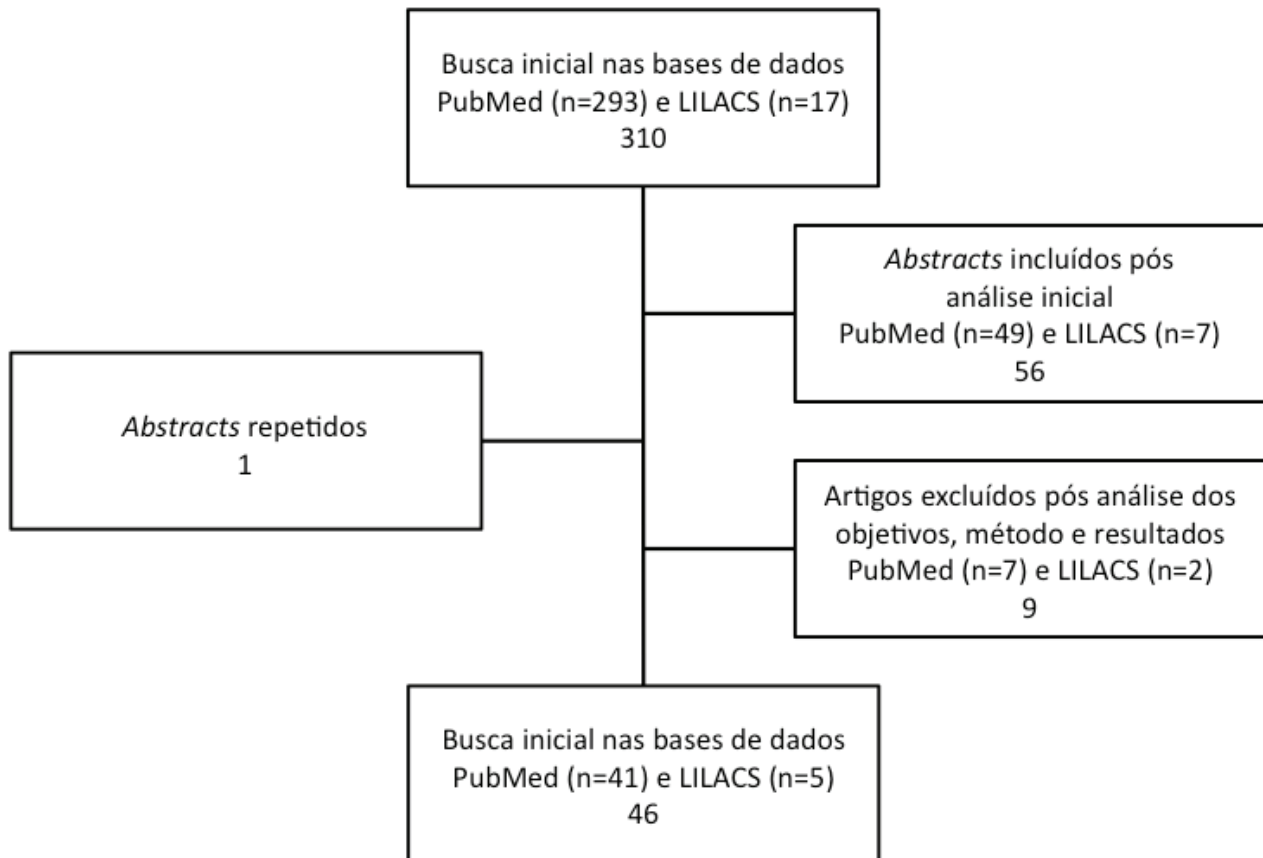 Busca inicial nas bases de dados
PubMed (n=293) e LILACS (n=17)
310
Abstracts incluídos pós
análise inicial
PubMed (n=49) e LILACS (n=7)
56
Abstracts repetidos
1
Artigos excluídos pós análise dos
objetivos, método e resultados
PubMed (n=7) e LILACS (n=2)
9
Busca inicial nas bases de dados
PubMed (n=41) e LILACS (n=5)
46